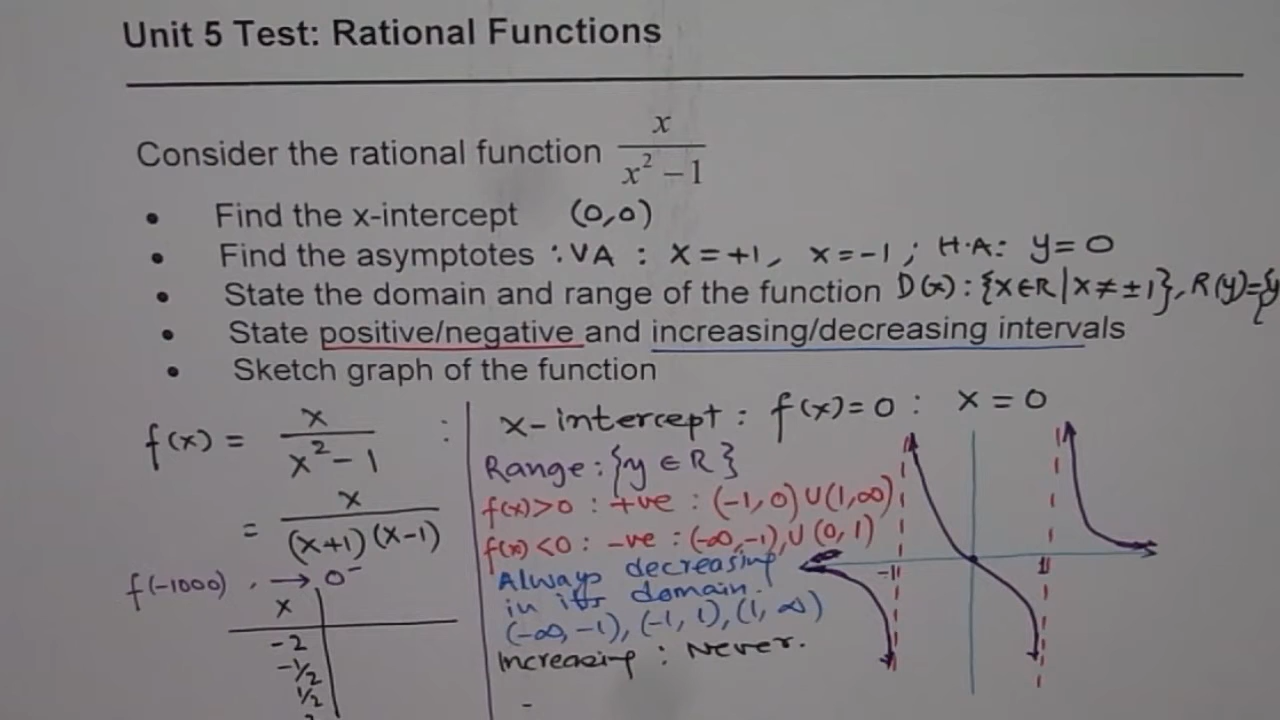 Unit 5 Test: Rational Functions
Consider the rational function x / x² – 1
• Find the x-intercept (0,0)
• Find the asymptotes : VA : x = +1, x = -1 ; H.A: y = 0
• State the domain and range of the function D(x) : {x ∈ R | x ≠ ± 1}, R(y) = {y
• State positive/negative and increasing/decreasing intervals
• Sketch graph of the function
f(x) = x / x² - 1 :
= x / (x+1)(x-1)
f(-1000) . → 0⁻
x
-2
-1/2
1/2
x-intercept : f(x) = 0 : x = 0
Range : {y ∈ R}
f(x) > 0 : +ve : (-1, 0) ∪ (1, ∞)
f(x) < 0 : -ve : (-∞, -1), ∪ (0, 1)
Always decreasing
in its domain.
(-∞, -1), (-1, 1), (1, ∞)
Increasing : Never.
-1
1